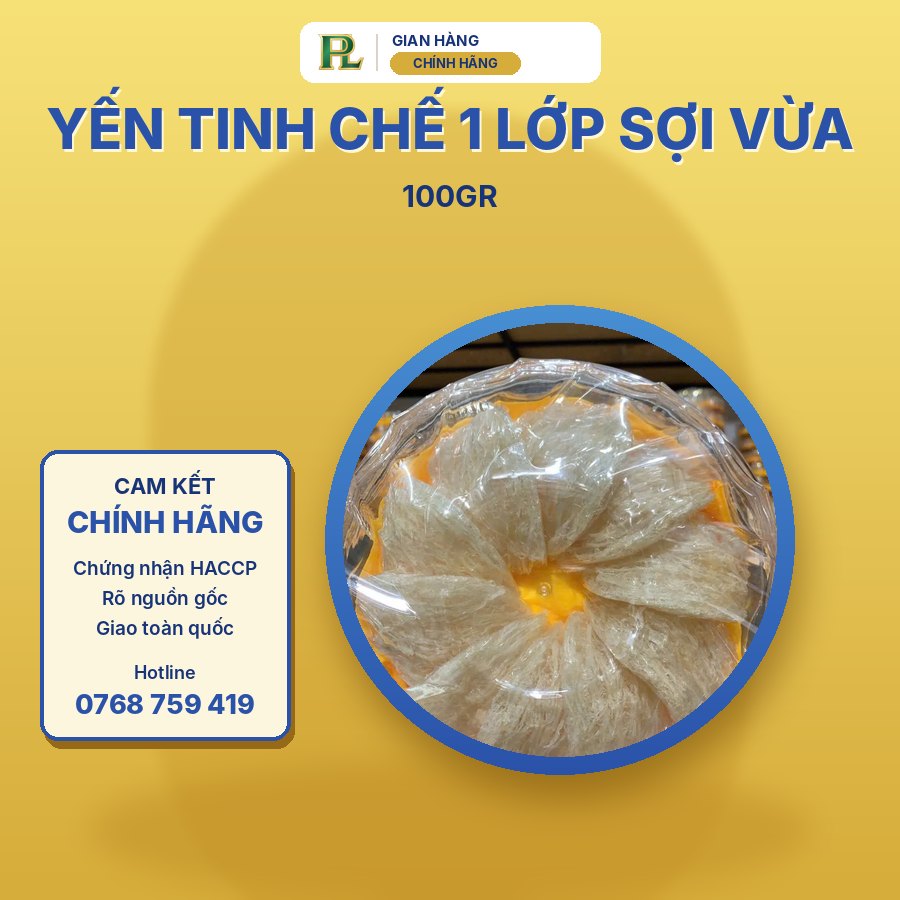 PL
GIAN HÀNG
CHÍNH HÃNG
YẾN TINH CHẾ 1 LỚP SỢI VỪA
100GR
CAM KẾT
CHÍNH HÃNG
Chứng nhận HACCP
Rõ nguồn gốc
Giao toàn quốc
Hotline
0768 759 419